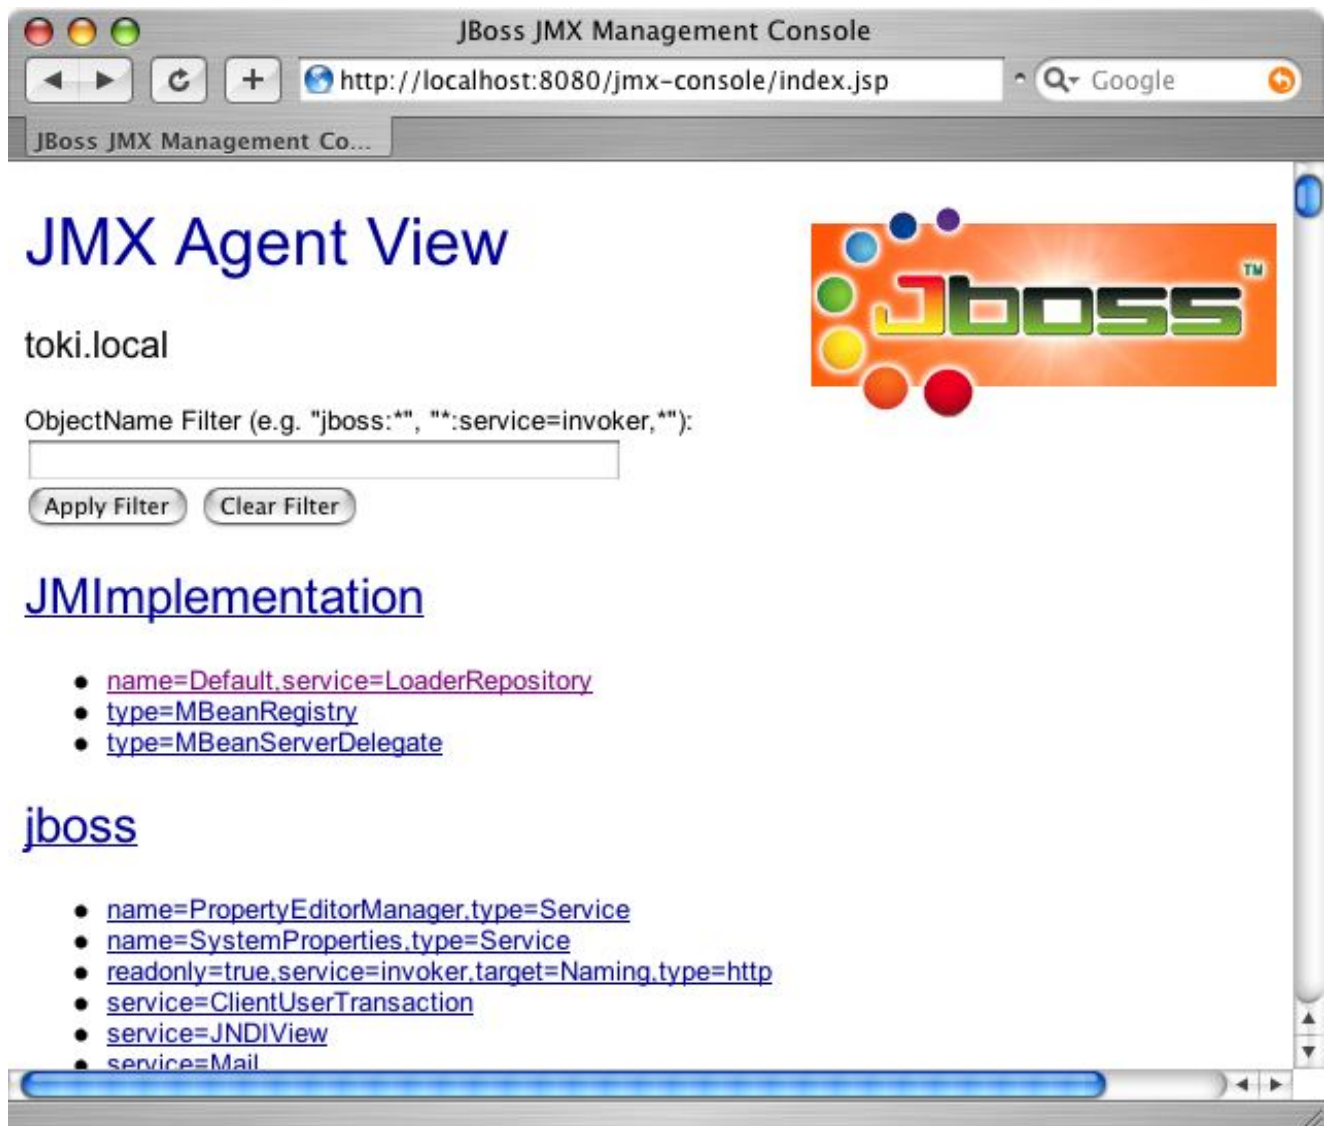 JBoss JMX Management Console
http://localhost:8080/jmx-console/index.jsp
Google
JBoss JMX Management Co...
JMX Agent View
Jboss TM
toki.local
ObjectName Filter (e.g. "jboss:*", "*:service=invoker,*"):
Apply Filter Clear Filter
JMImplementation
name=Default,service=LoaderRepository
type=MBeanRegistry
type=MBeanServerDelegate
jboss
name=PropertyEditorManager,type=Service
name=SystemProperties,type=Service
readonly=true,service=invoker,target=Naming,type=http
service=ClientUserTransaction
service=JNDIView
service=Mail